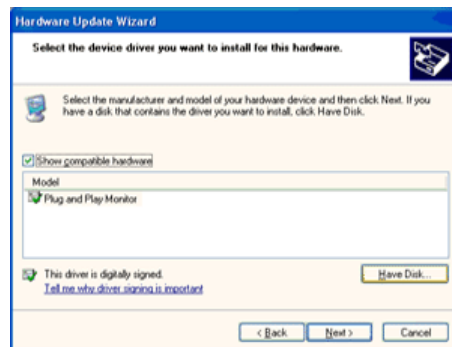 Hardware Update Wizard
Select the device driver you want to install for this hardware.
Select the manufacturer and model of your hardware device and then click Next. If you
have a disk that contains the driver you want to install, click Have Disk.
Show compatible hardware
Model
Plug and Play Monitor
This driver is digitally signed.
Have Disk...
Tell me why driver signing is important
< Back
Next >
Cancel